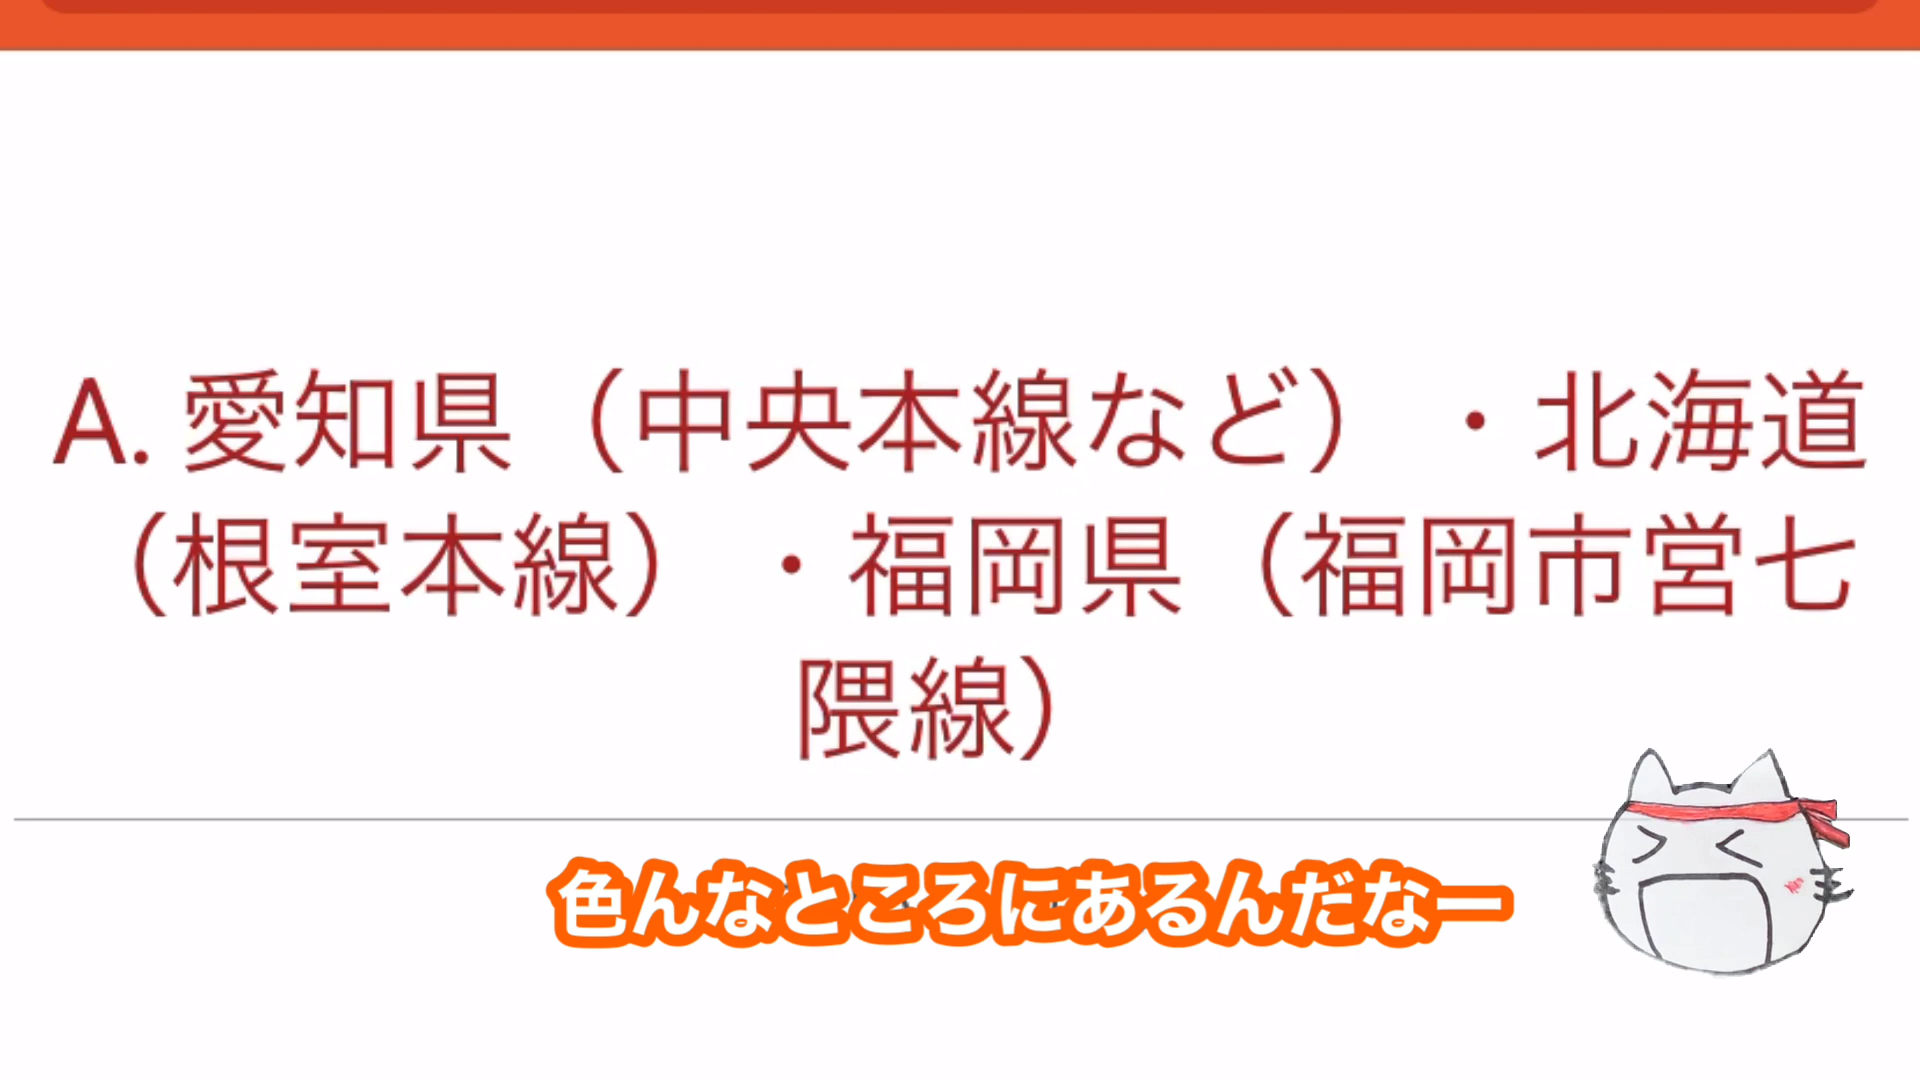 A. 愛知県（中央本線など）・北海道
（根室本線）・福岡県（福岡市営七
隈線）
色んなところにあるんだなー